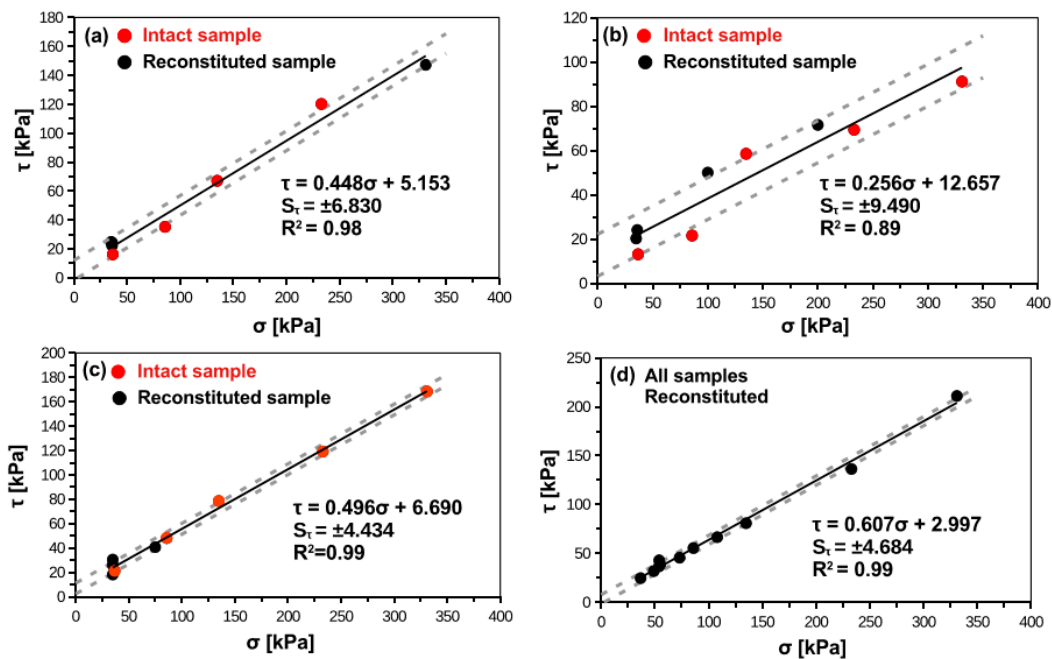 (a)
Intact sample
Reconstituted sample
τ = 0.448σ + 5.153
Sτ = ±6.830
R² = 0.98
τ [kPa]
180
160
140
120
100
80
60
40
20
0
0 50 100 150 200 250 300 350 400
σ [kPa]
(b)
Intact sample
Reconstituted sample
τ = 0.256σ + 12.657
Sτ = ±9.490
R² = 0.89
τ [kPa]
120
100
80
60
40
20
0
0 50 100 150 200 250 300 350 400
σ [kPa]
(c)
Intact sample
Reconstituted sample
τ = 0.496σ + 6.690
Sτ = ±4.434
R²=0.99
τ [kPa]
200
180
160
140
120
100
80
60
40
20
0
0 50 100 150 200 250 300 350 400
σ [kPa]
(d)
All samples
Reconstituted
τ = 0.607σ + 2.997
Sτ = ±4.684
R² = 0.99
τ [kPa]
250
200
150
100
50
0
0 50 100 150 200 250 300 350 400
σ [kPa]